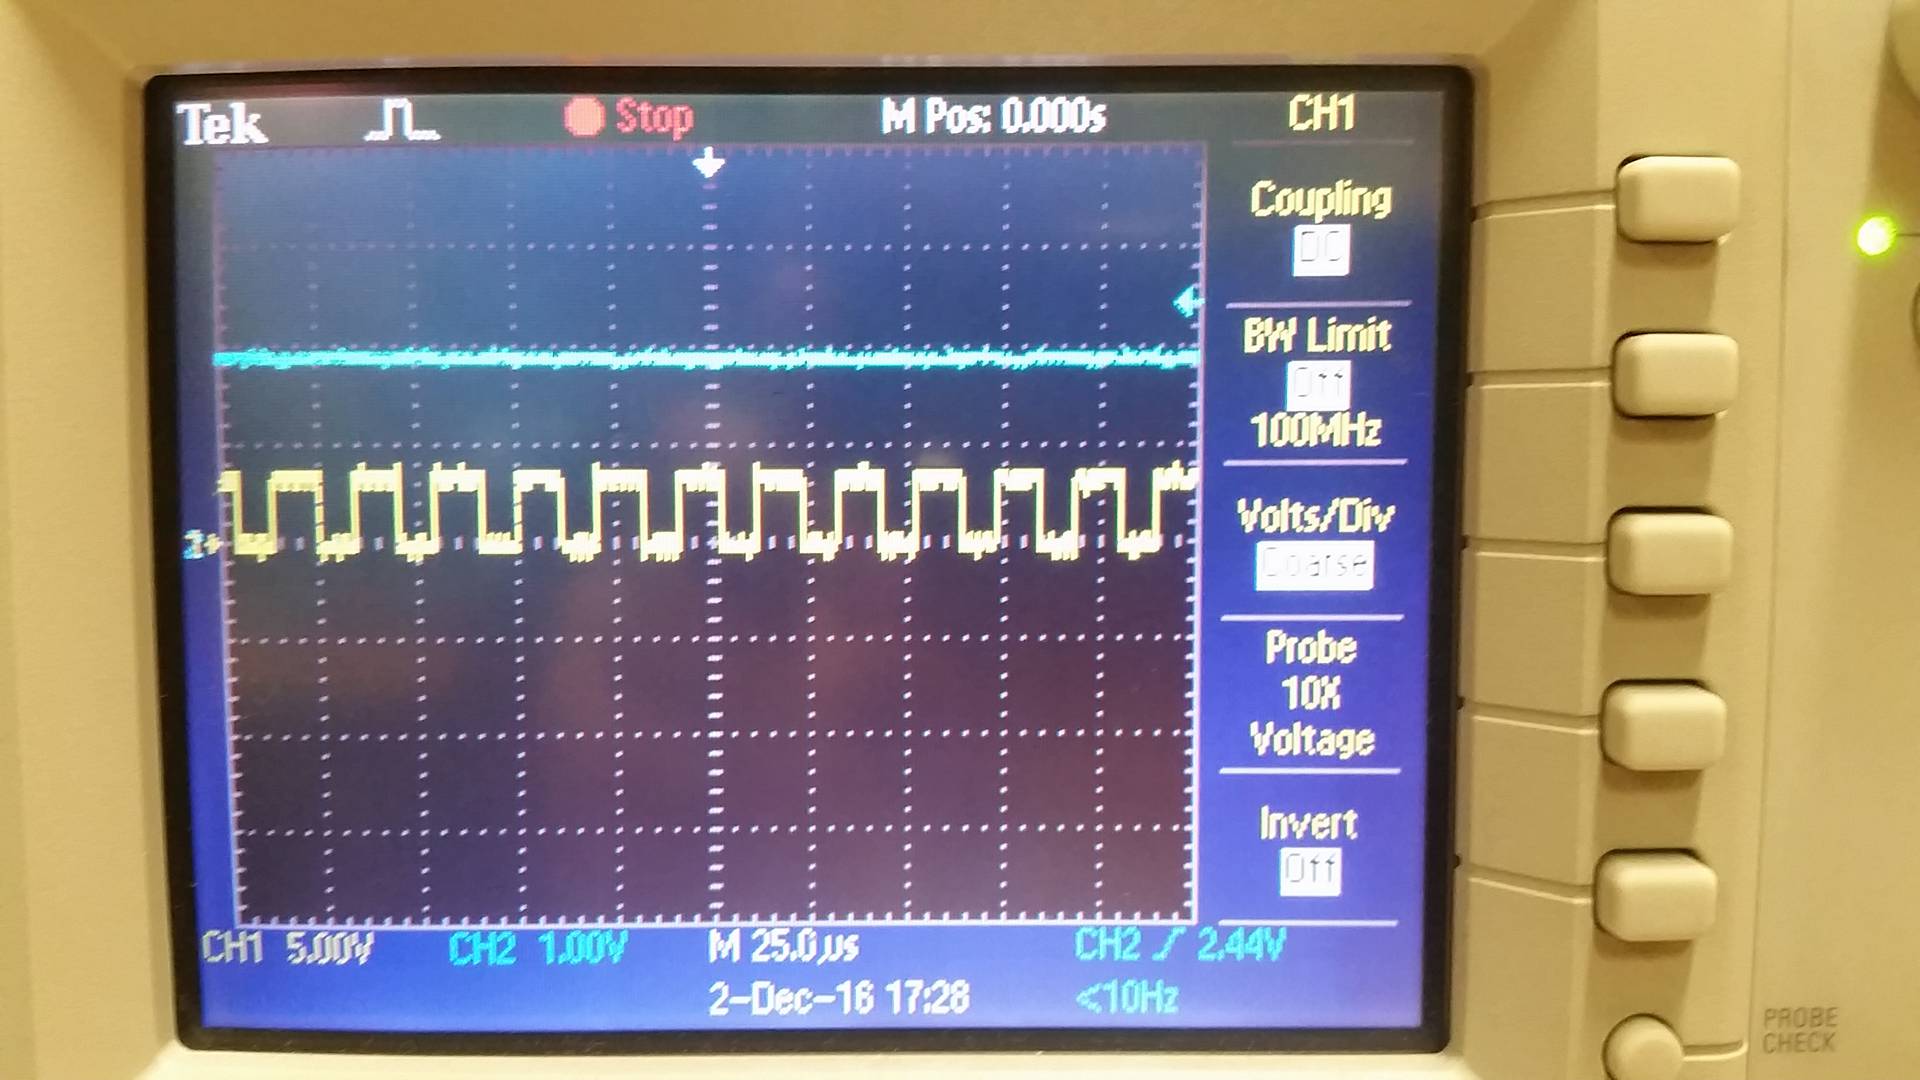 Tek Stop M Pos: 0.000s CH1
Coupling
DC
BW Limit
Off
100MHz
Volts/Div
Coarse
Probe
10X
Voltage
Invert
Off
CH1 5.00V CH2 1.00V M 25.0µs CH2 2.44V
2-Dec-16 17:28 <10Hz
PROBE
CHECK